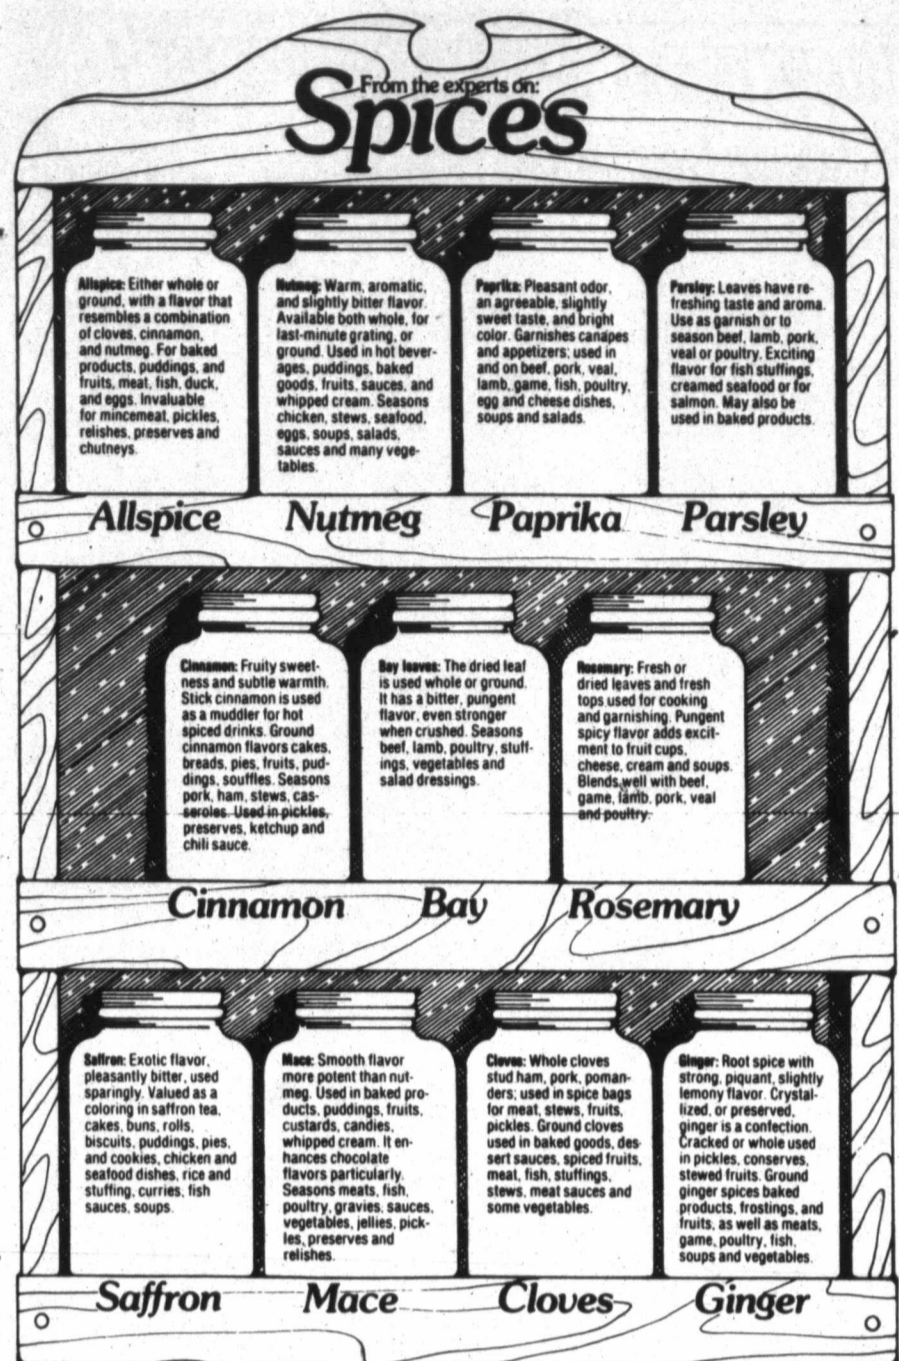 From the experts on:
Spices
Allspice: Either whole or
ground, with a flavor that
resembles a combination
of cloves, cinnamon,
and nutmeg. For baked
products, puddings, and
fruits, meat, fish, duck,
and eggs. Invaluable
for mincemeat, pickles,
relishes, preserves and
chutneys.
Nutmeg: Warm, aromatic,
and slightly bitter flavor.
Available both whole, for
last-minute grating, or
ground. Used in hot bever-
ages, puddings, baked
goods, fruits, sauces, and
whipped cream. Seasons
chicken, stews, seafood,
eggs, soups, salads,
sauces and many vege-
tables.
Paprika: Pleasant odor,
an agreeable, slightly
sweet taste, and bright
color. Garnishes canapes
and appetizers; used in
and on beef, pork, veal,
lamb, game, fish, poultry,
egg and cheese dishes,
soups and salads.
Parsley: Leaves have re-
freshing taste and aroma.
Use as garnish or to
season beef, lamb, pork,
veal or poultry. Exciting
flavor for fish stuffings,
creamed seafood or for
salmon. May also be
used in baked products.
Allspice Nutmeg Paprika Parsley
Cinnamon: Fruity sweet-
ness and subtle warmth.
Stick cinnamon is used
as a muddler for hot
spiced drinks. Ground
cinnamon flavors cakes,
breads, pies, fruits, pud-
dings, souffles. Seasons
pork, ham, stews, cas-
seroles. Used in pickles,
preserves, ketchup and
chili sauce.
Bay leaves: The dried leaf
is used whole or ground.
It has a bitter, pungent
flavor, even stronger
when crushed. Seasons
beef, lamb, poultry, stuff-
ings, vegetables and
salad dressings.
Rosemary: Fresh or
dried leaves and fresh
tops used for cooking
and garnishing. Pungent
spicy flavor adds excit-
ment to fruit cups,
cheese, cream and soups.
Blends well with beef,
game, lamb, pork, veal
and poultry.
Cinnamon Bay Rosemary
Saffron: Exotic flavor,
pleasantly bitter, used
sparingly. Valued as a
coloring in saffron tea,
cakes, buns, rolls,
biscuits, puddings, pies,
and cookies, chicken and
seafood dishes, rice and
stuffing, curries, fish
sauces, soups.
Mace: Smooth flavor
more potent than nut-
meg. Used in baked pro-
ducts, puddings, fruits,
custards, candies,
whipped cream. It en-
hances chocolate
flavors particularly.
Seasons meats, fish,
poultry, gravies, sauces,
vegetables, jellies, pick-
les, preserves and
relishes.
Cloves: Whole cloves
stud ham, pork, poman-
ders; used in spice bags
for meat, stews, fruits,
pickles. Ground cloves
used in baked goods, des-
sert sauces, spiced fruits,
meat, fish, stuffings,
stews, meat sauces and
some vegetables.
Ginger: Root spice with
strong, piquant, slightly
lemony flavor. Crystal-
lized, or preserved,
ginger is a confection.
Cracked or whole used
in pickles, conserves,
stewed fruits. Ground
ginger spices baked
products, frostings, and
fruits, as well as meats,
game, poultry, fish,
soups and vegetables.
Saffron Mace Cloves Ginger